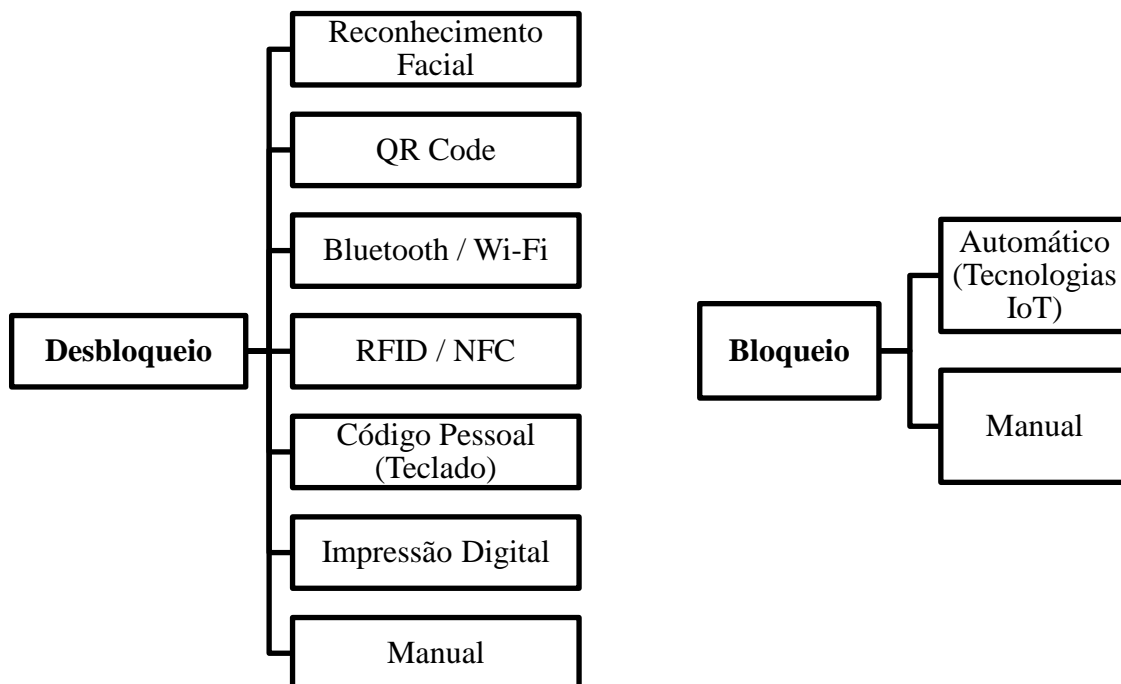 Desbloqueio
Reconhecimento
Facial
QR Code
Bluetooth / Wi-Fi
RFID / NFC
Código Pessoal
(Teclado)
Impressão Digital
Manual
Bloqueio
Automático
(Tecnologias
IoT)
Manual